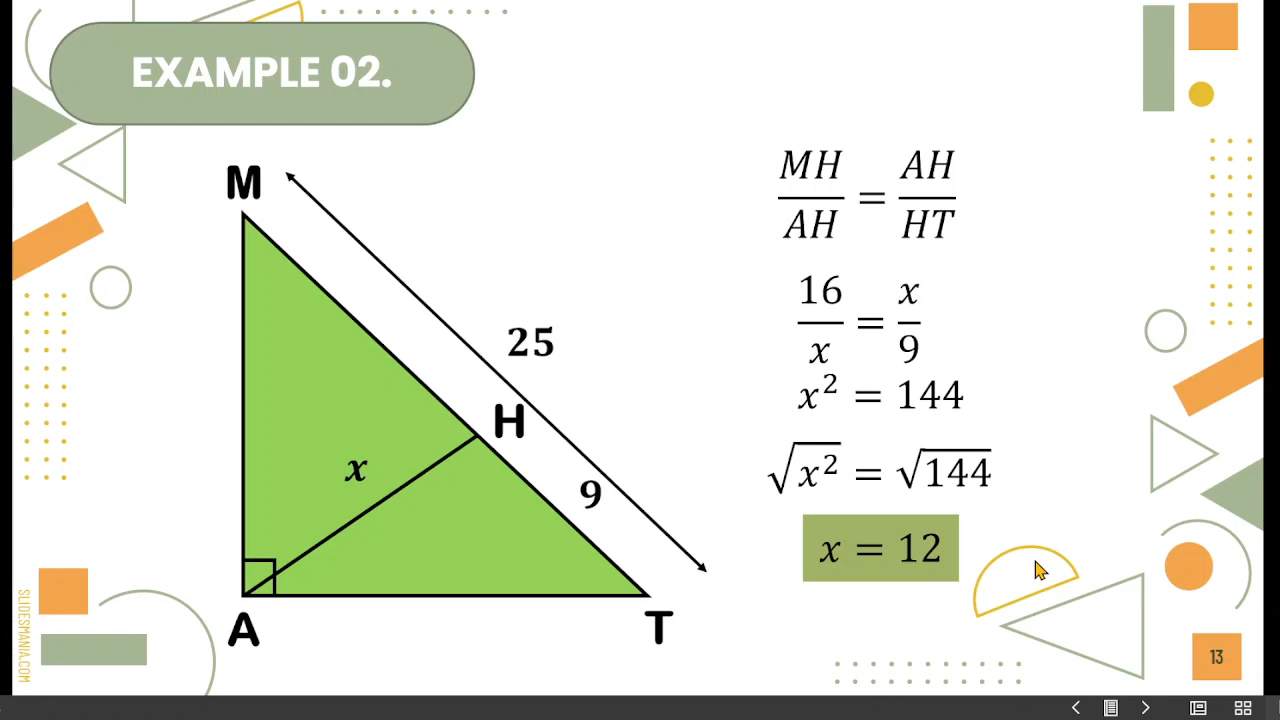 EXAMPLE 02.
M
25
H
x
9
A
T
MH/AH = AH/HT
16/x = x/9
x² = 144
√x² = √144
x = 12
SLIDESMANIA.COM
13